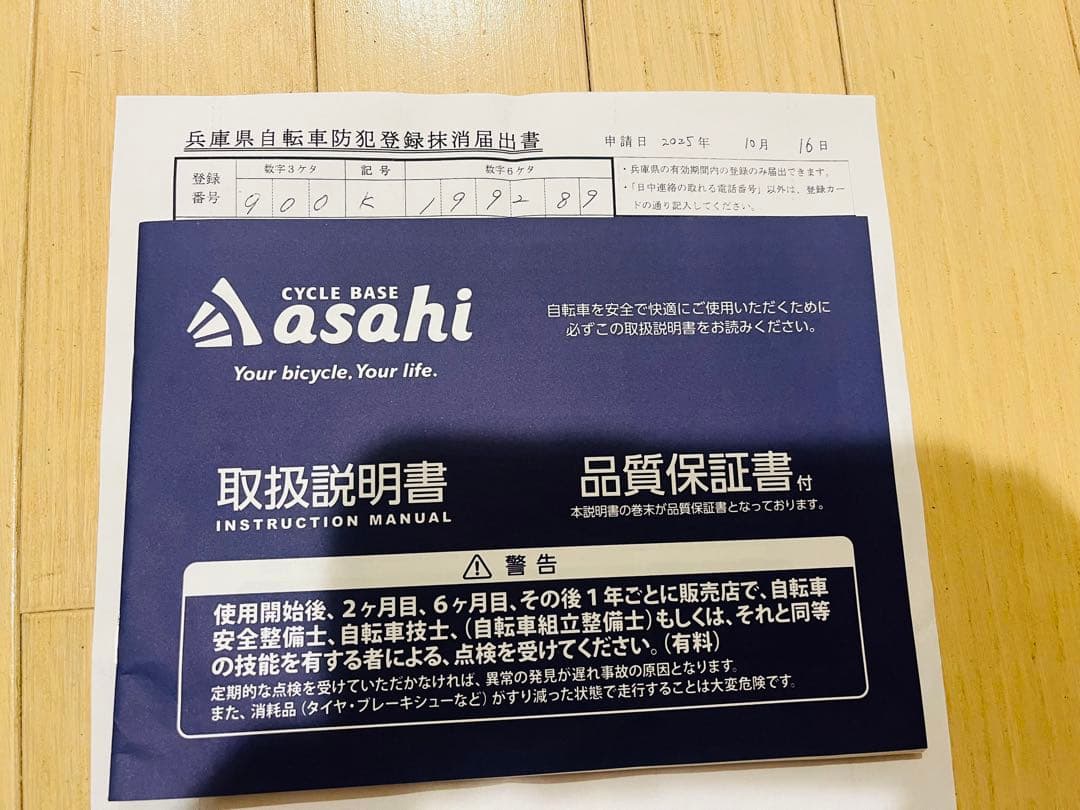 兵庫県自転車防犯登録抹消届出書
申請日 2025年 10月 16日
登録番号
数字3ケタ 記号 数字6ケタ
900 K 199289
・兵庫県の有効期間内の登録のみ届出できます。
・「日中連絡の取れる電話番号」以外は、登録カー
ドの通り記入してください。
CYCLE BASE
asahi
Your bicycle. Your life.
自転車を安全で快適にご使用いただくために
必ずこの取扱説明書をお読みください。
取扱説明書
INSTRUCTION MANUAL
品質保証書付
本説明書の巻末が品質保証書となっております。
警告
使用開始後、2ヶ月目、6ヶ月目、その後1年ごとに販売店で、自転車
安全整備士、自転車技士、(自転車組立整備士)もしくは、それと同等
の技能を有する者による、点検を受けてください。(有料)
定期的な点検を受けていただかなければ、異常の発見が遅れ事故の原因となります。
また、消耗品(タイヤ・ブレーキシューなど)がすり減った状態で走行することは大変危険です。